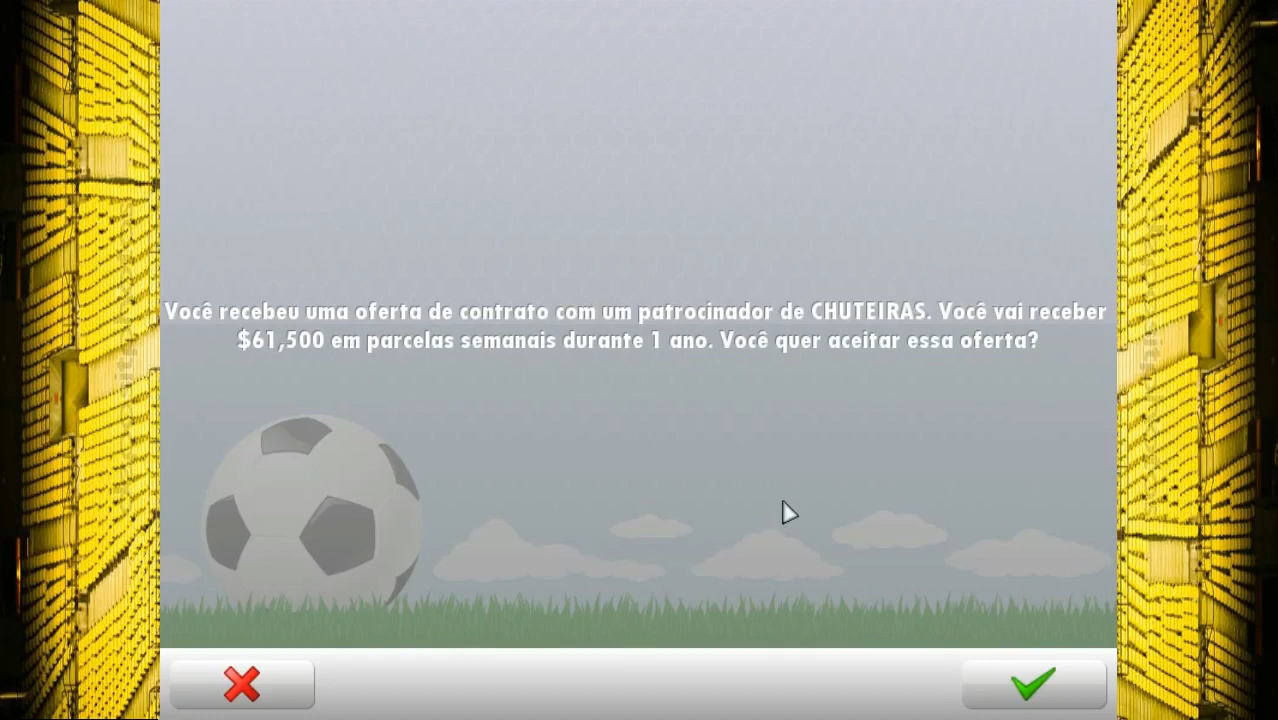 Você recebeu uma oferta de contrato com um patrocinador de CHUTEIRAS. Você vai receber
$61,500 em parcelas semanais durante 1 ano. Você quer aceitar essa oferta?